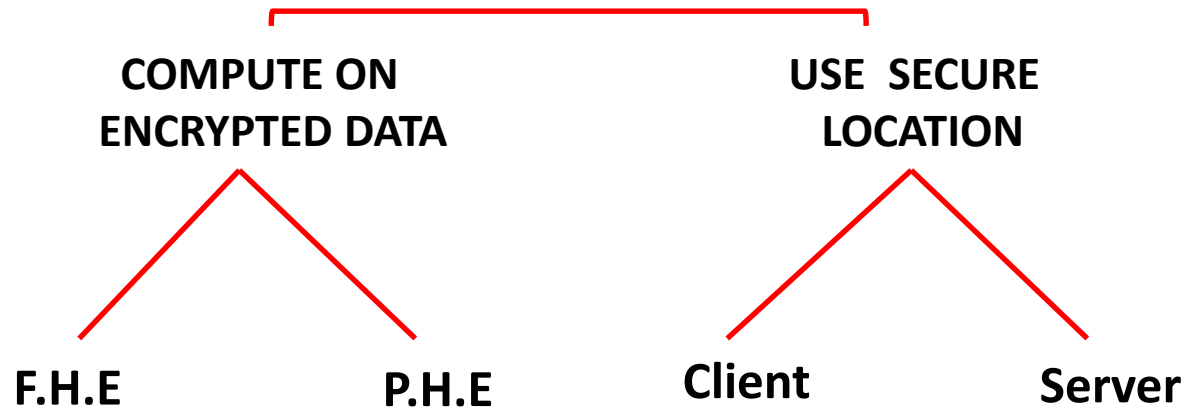 COMPUTE ON
ENCRYPTED DATA
USE SECURE
LOCATION
F.H.E
P.H.E
Client
Server